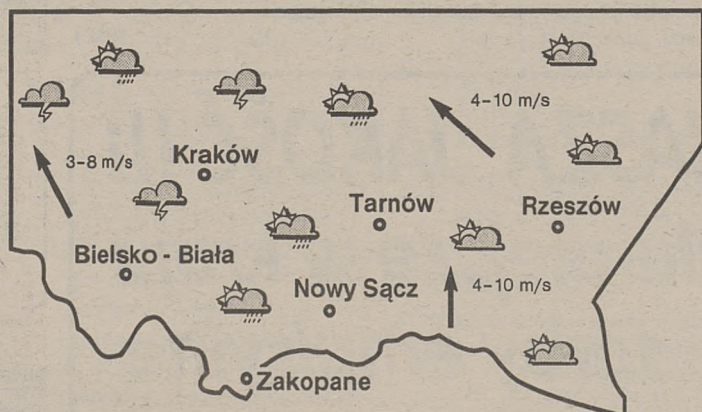 4–10 m/s
3–8 m/s
Kraków
Tarnów
Rzeszów
Bielsko - Biała
Nowy Sącz
4–10 m/s
Zakopane